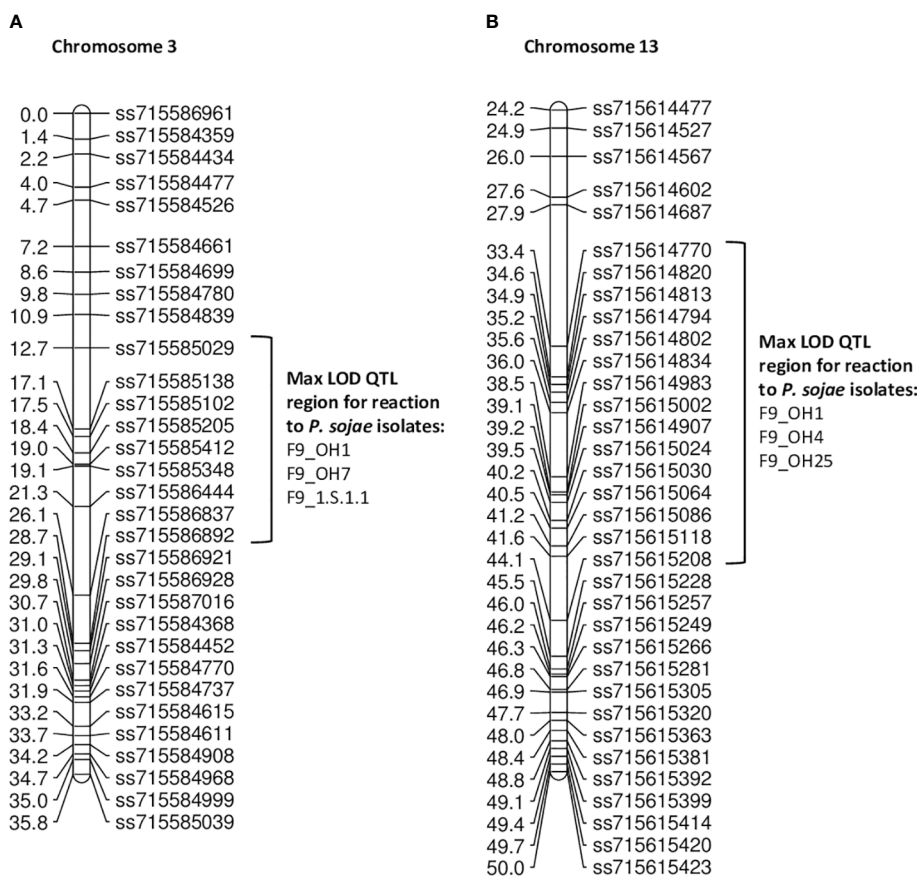 A
Chromosome 3
0.0 ss715586961
1.4 ss715584359
2.2 ss715584434
4.0 ss715584477
4.7 ss715584526
7.2 ss715584661
8.6 ss715584699
9.8 ss715584780
10.9 ss715584839
12.7 ss715585029
17.1 ss715585138
17.5 ss715585102
18.4 ss715585205
19.0 ss715585412
19.1 ss715585348
21.3 ss715586444
26.1 ss715586837
28.7 ss715586892
29.1 ss715586921
29.8 ss715586928
30.7 ss715587016
31.0 ss715584368
31.3 ss715584452
31.6 ss715584770
31.9 ss715584737
33.2 ss715584615
33.7 ss715584611
34.2 ss715584908
34.7 ss715584968
35.0 ss715584999
35.8 ss715585039
Max LOD QTL
region for reaction
to P. sojae isolates:
F9_OH1
F9_OH7
F9_1.S.1.1
B
Chromosome 13
24.2 ss715614477
24.9 ss715614527
26.0 ss715614567
27.6 ss715614602
27.9 ss715614687
33.4 ss715614770
34.6 ss715614820
34.9 ss715614813
35.2 ss715614794
35.6 ss715614802
36.0 ss715614834
38.5 ss715614983
39.1 ss715615002
39.2 ss715614907
39.5 ss715615024
40.2 ss715615030
40.5 ss715615064
41.2 ss715615086
41.6 ss715615118
44.1 ss715615208
45.5 ss715615228
46.0 ss715615257
46.2 ss715615249
46.3 ss715615266
46.8 ss715615281
46.9 ss715615305
47.7 ss715615320
48.0 ss715615363
48.4 ss715615381
48.8 ss715615392
49.1 ss715615399
49.4 ss715615414
49.7 ss715615420
50.0 ss715615423
Max LOD QTL
region for reaction
to P. sojae isolates:
F9_OH1
F9_OH4
F9_OH25